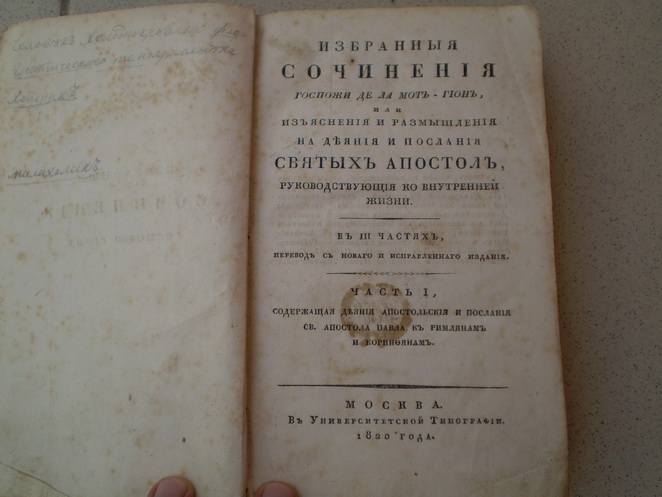 холерикъ
меланхоликъ
ИЗБРАННЫЯ
СОЧИНЕНІЯ
ГОСПОЖИ ДЕ ЛА МОТЪ - ГІОНЪ,
ИЛИ
ИЗЪЯСНЕНІЯ И РАЗМЫШЛЕНІЯ
НА ДѢЯНІЯ И ПОСЛАНІЯ
СВЯТЫХЪ АПОСТОЛЪ,
РУКОВОДСТВУЮЩІЯ КО ВНУТРЕННЕЙ
ЖИЗНИ.
ВЪ III ЧАСТЯХЪ,
ПЕРЕВОДЪ СЪ НОВАГО И ИСПРАВЛЕННАГО ИЗДАНІЯ.
ЧАСТЬ I,
СОДЕРЖАЩАЯ ДѢЯНІЯ АПОСТОЛЬСКІЯ И ПОСЛАНІЯ
СВ. АПОСТОЛА ПАВЛА КЪ РИМЛЯНАМЪ
И КОРИНѲЯНАМЪ.
МОСКВА.
Въ Университетской Типографіи.
1820 ГОДА.